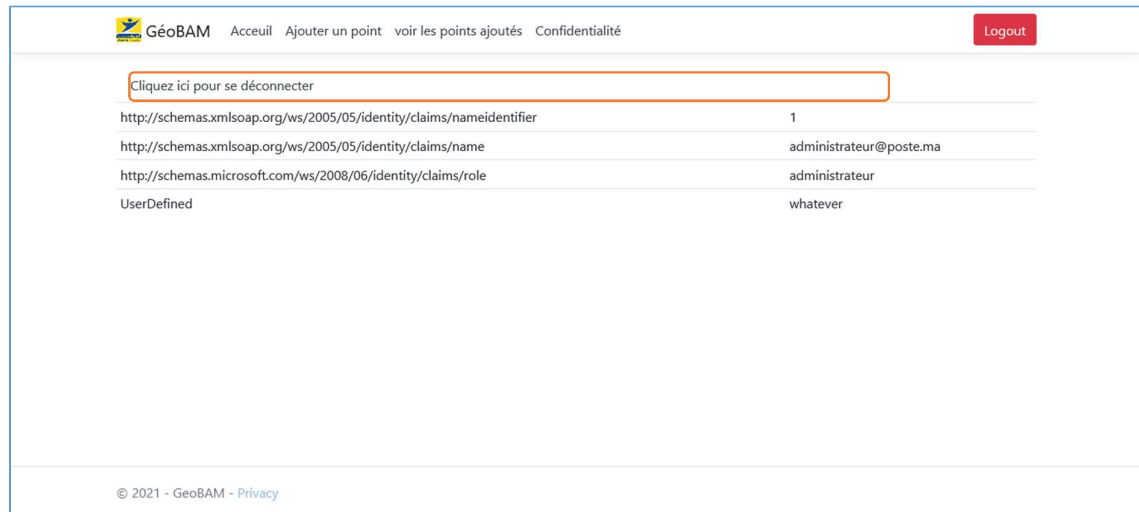 GéoBAM Acceuil Ajouter un point voir les points ajoutés Confidentialité Logout
Cliquez ici pour se déconnecter
http://schemas.xmlsoap.org/ws/2005/05/identity/claims/nameidentifier 1
http://schemas.xmlsoap.org/ws/2005/05/identity/claims/name administrateur@poste.ma
http://schemas.microsoft.com/ws/2008/06/identity/claims/role administrateur
UserDefined whatever
© 2021 - GeoBAM - Privacy